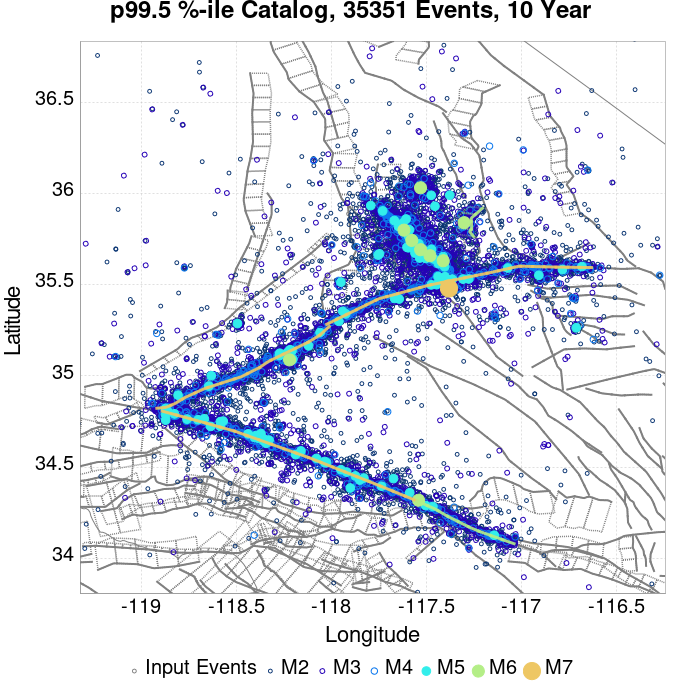 p99.5 %-ile Catalog, 35351 Events, 10 Year
36.5
36
35.5
35
34.5
34
Latitude
-119 -118.5 -118 -117.5 -117 -116.5
Longitude
Input Events M2 M3 M4 M5 M6 M7